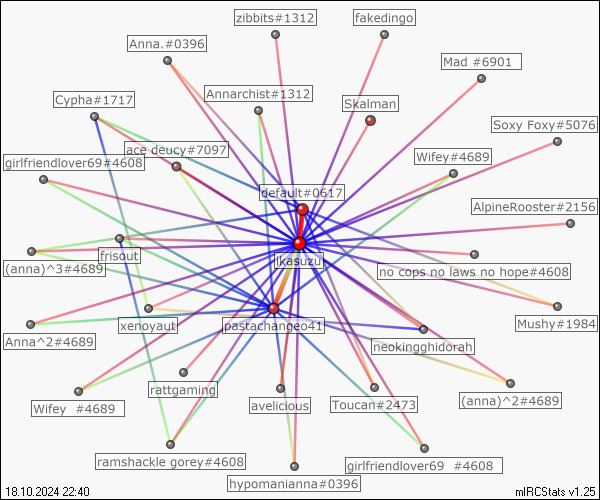 zibbits#1312
fakedingo
Anna.#0396
Mad #6901
Cypha#1717
Annarchist#1312
Skalman
Soxy Foxy#5076
ace deucy#7097
girlfriendlover69#4608
Wifey#4689
default#0617
AlpineRooster#2156
frisout
ikasuzu
(anna)^3#4689
no cops no laws no hope#4608
xenoyaut
pastachangeo41
Mushy#1984
Anna^2#4689
neokingghidorah
rattgaming
Wifey #4689
avelicious
Toucan#2473
(anna)^2#4689
ramshackle gorey#4608
girlfriendlover69 #4608
hypomanianna#0396
18.10.2024 22:40
mIRCStats v1.25